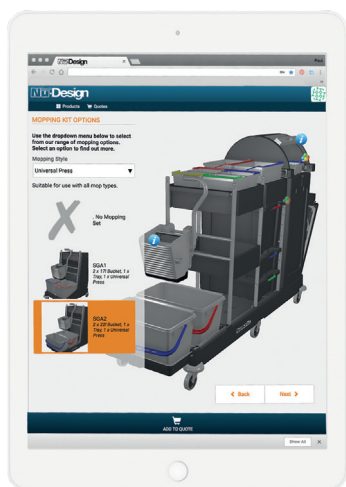 Nu-Design
Paul
Nu-Design
Products Quotes
MOPPING KIT OPTIONS
Use the dropdown menu below to select
from our range of mopping options.
Select an option to find out more.
Mopping Style
Universal Press
Suitable for use with all mop types.
. No Mopping
Set
SGA1
2 x 17l Bucket, 1 x
Tray, 1 x Universal
Press
SGA2
2 x 22l Bucket, 1 x
Tray, 1 x Universal
Press
Back Next
ADD TO QUOTE
Show All